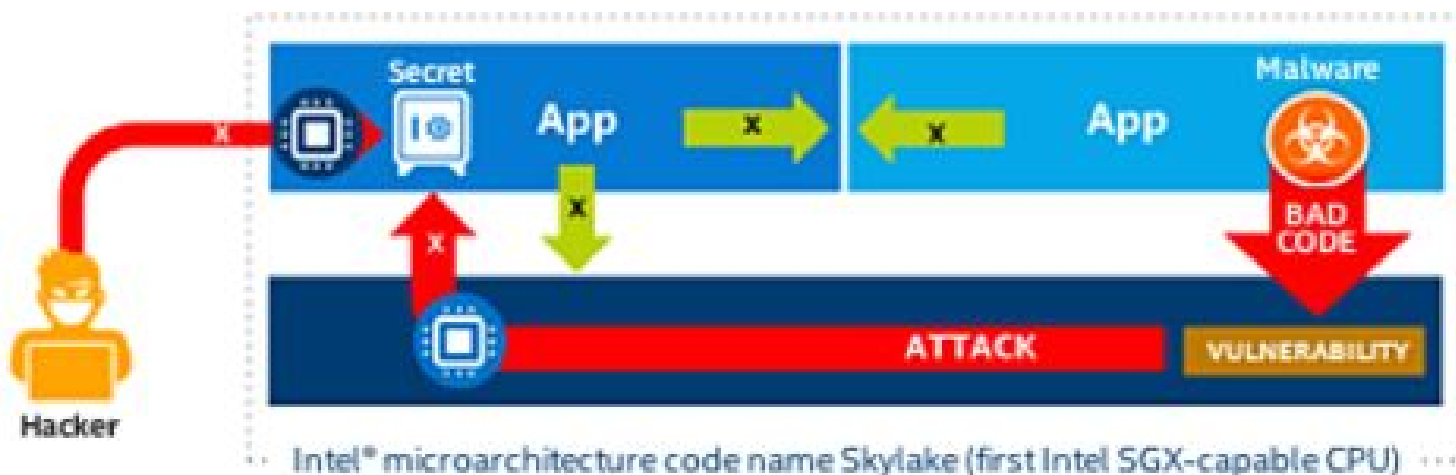 Secret
App
X
X
App
Malware
X
X
X
BAD
CODE
ATTACK
VULNERABILITY
Hacker
Intel® microarchitecture code name Skylake (first Intel SGX-capable CPU)